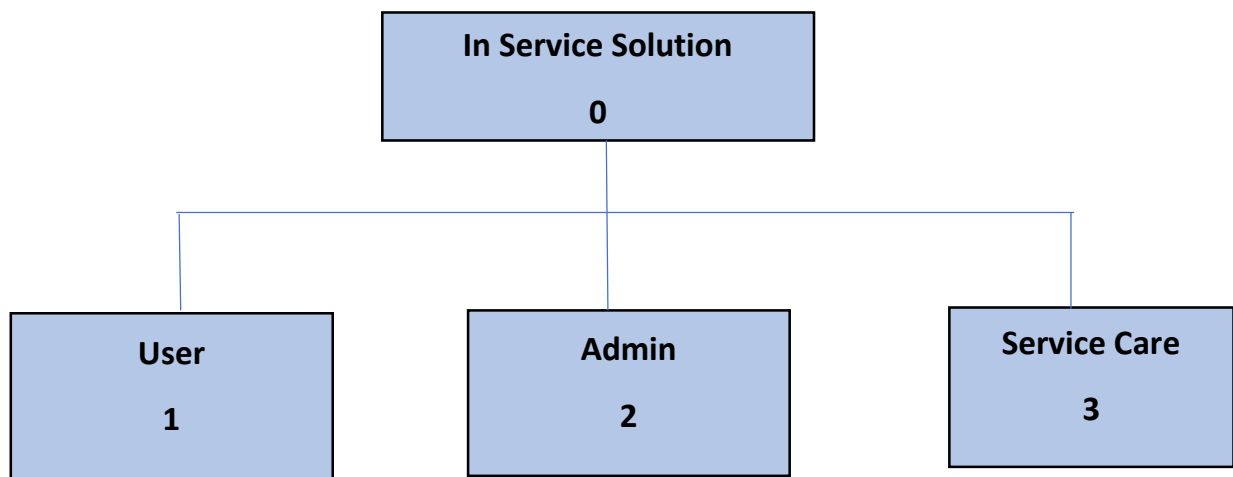 In Service Solution
0
User
1
Admin
2
Service Care
3